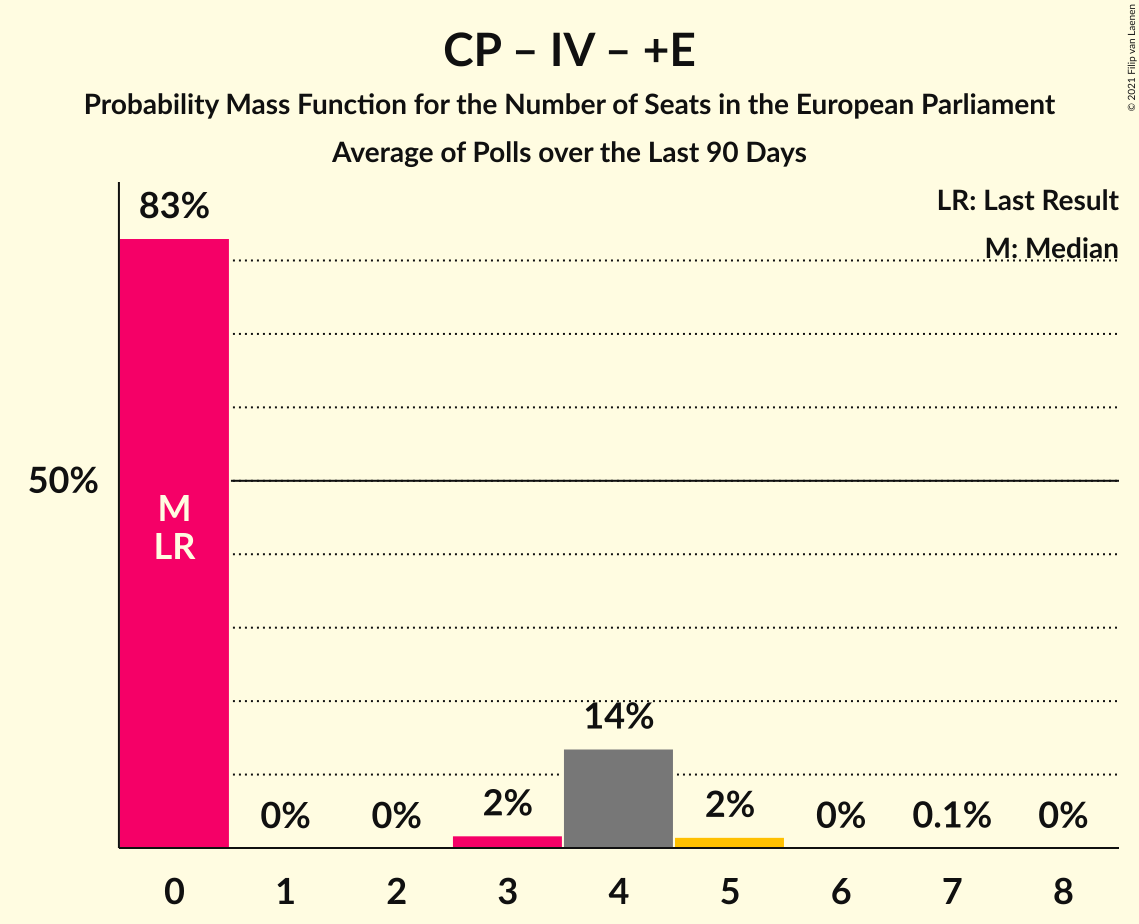 CP – IV – +E
Probability Mass Function for the Number of Seats in the European Parliament
Average of Polls over the Last 90 Days
© 2021 Filip van Laenen
LR: Last Result
M: Median
83%
50%
M
LR
0%
0%
2%
14%
2%
0%
0.1%
0%
0
1
2
3
4
5
6
7
8